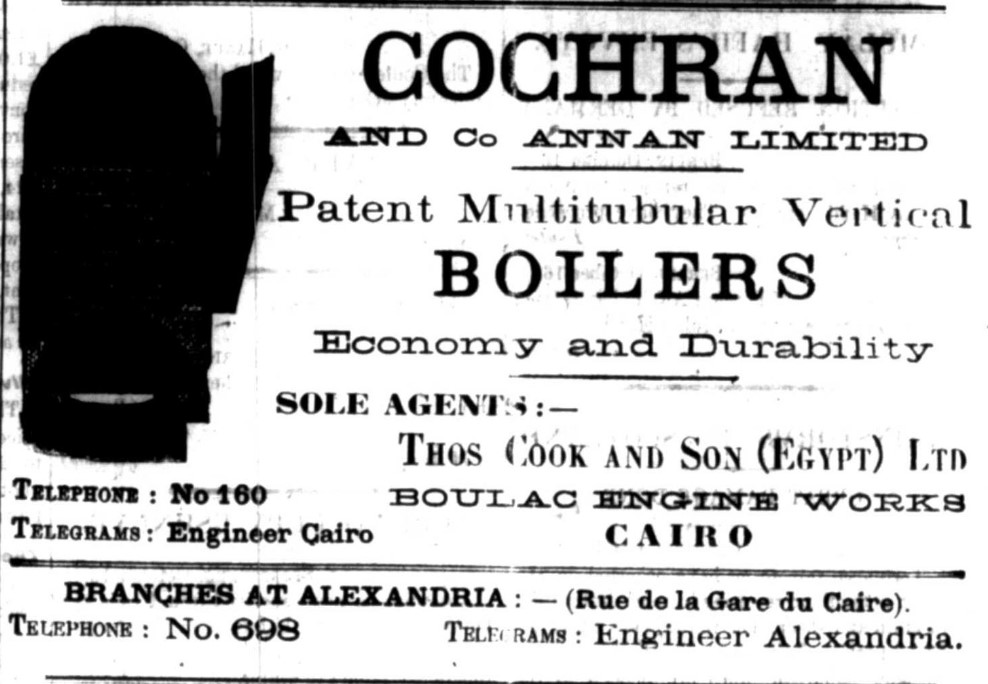 COCHRAN
AND Co ANNAN LIMITED
Patent Multitubular Vertical
BOILERS
Economy and Durability
SOLE AGENTS:—
THOS COOK AND SON (EGYPT) LTD
TELEPHONE : No 160
BOULAC ENGINE WORKS
TELEGRAMS : Engineer Cairo
CAIRO
BRANCHES AT ALEXANDRIA : — (Rue de la Gare du Caire).
TELEPHONE : No. 698
TELEGRAMS : Engineer Alexandria.